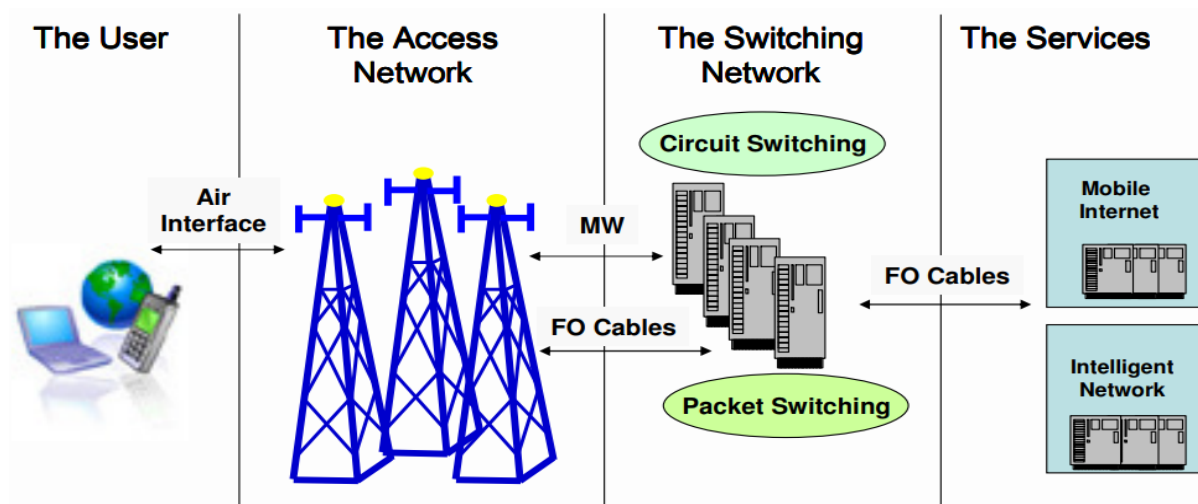 The User
The Access
Network
The Switching
Network
The Services
Circuit Switching
Air
Interface
MW
FO Cables
Packet Switching
FO Cables
Mobile
Internet
Intelligent
Network